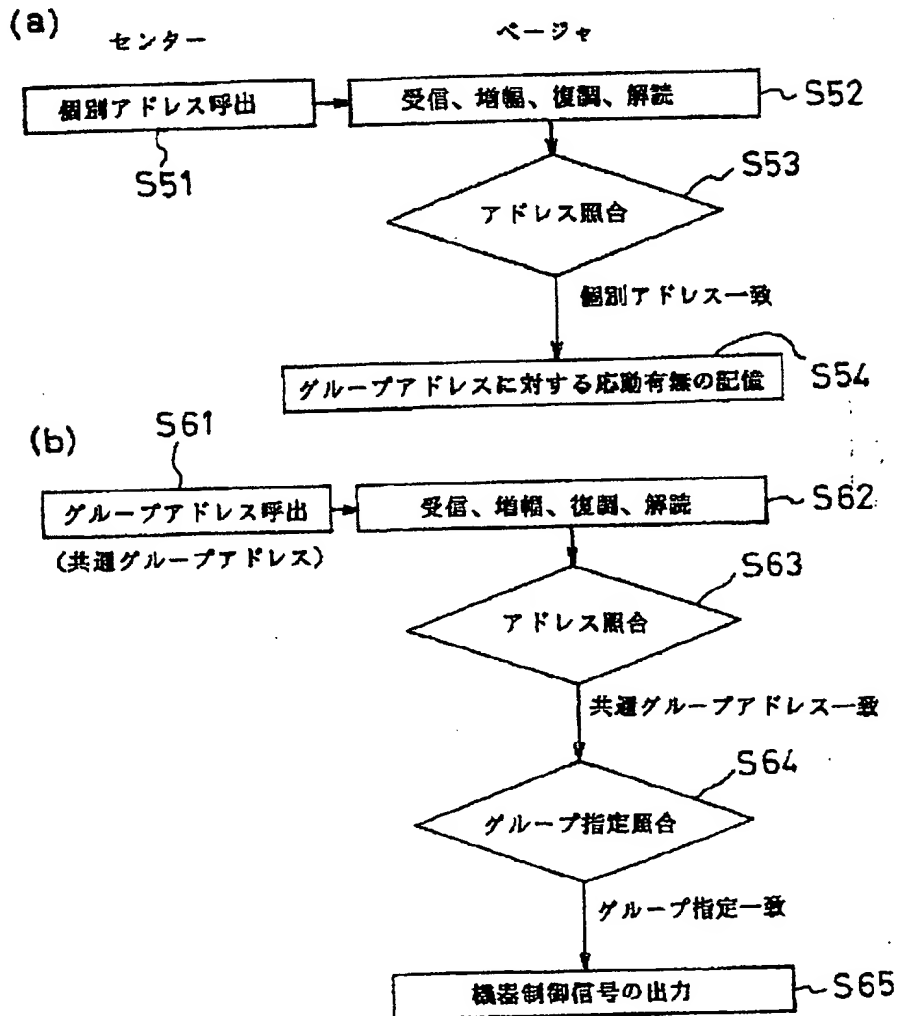 (a)
センター
ページャ
個別アドレス呼出
受信、増幅、復調、解読
S52
S51
S53
アドレス照合
個別アドレス一致
グループアドレスに対する応動有無の記憶
S54
(b)
S61
グループアドレス呼出
(共通グループアドレス)
受信、増幅、復調、解読
S62
S63
アドレス照合
共通グループアドレス一致
S64
グループ指定照合
グループ指定一致
機器制御信号の出力
S65